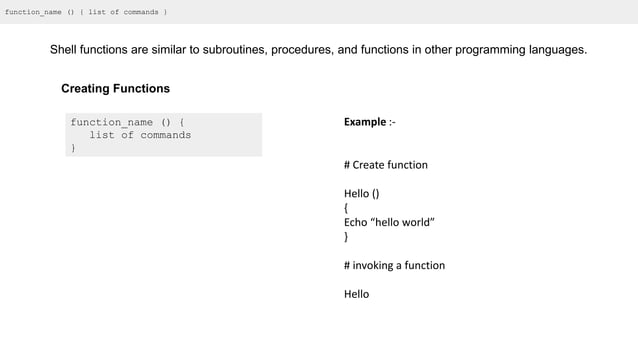 function_name () { list of commands }
Shell functions are similar to subroutines, procedures, and functions in other programming languages.
Creating Functions
function_name () {
list of commands
}
Example :-
# Create function
Hello ()
{
Echo “hello world”
}
# invoking a function
Hello